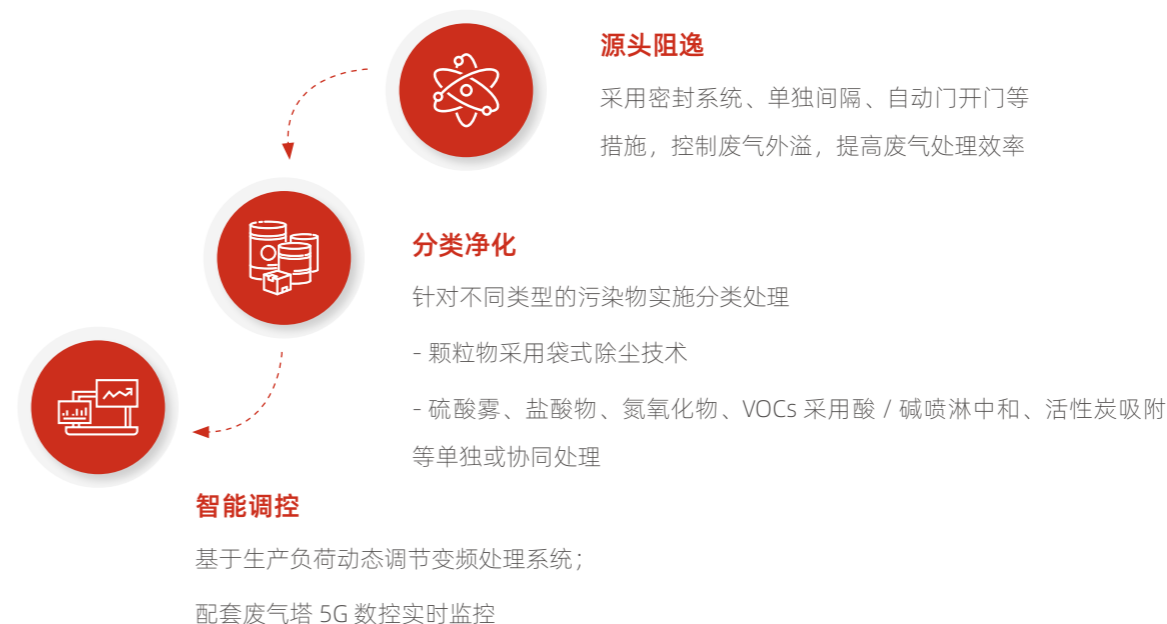 源头阻逸
采用密封系统、单独间隔、自动门开门等
措施，控制废气外溢，提高废气处理效率
分类净化
针对不同类型的污染物实施分类处理
- 颗粒物采用袋式除尘技术
- 硫酸雾、盐酸物、氮氧化物、VOCs 采用酸 / 碱喷淋中和、活性炭吸附
等单独或协同处理
智能调控
基于生产负荷动态调节变频处理系统；
配套废气塔 5G 数控实时监控